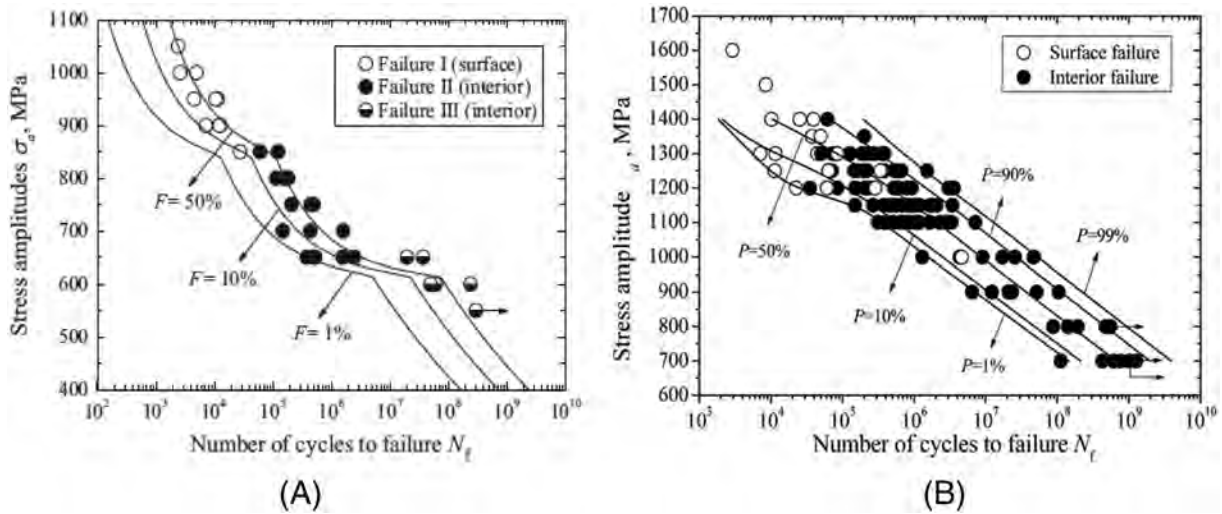 1100
1000
900
800
700
600
500
400
Stress amplitudes σa, MPa
Failure I (surface)
Failure II (interior)
Failure III (interior)
F= 50%
F= 10%
F= 1%
10² 10³ 10⁴ 10⁵ 10⁶ 10⁷ 10⁸ 10⁹ 10¹⁰
Number of cycles to failure Nf
(A)
1700
1600
1500
1400
1300
1200
1100
1000
900
800
700
600
Stress amplitude a, MPa
Surface failure
Interior failure
P=90%
P=99%
P=50%
P=10%
P=1%
10³ 10⁴ 10⁵ 10⁶ 10⁷ 10⁸ 10⁹ 10¹⁰
Number of cycles to failure Nf
(B)